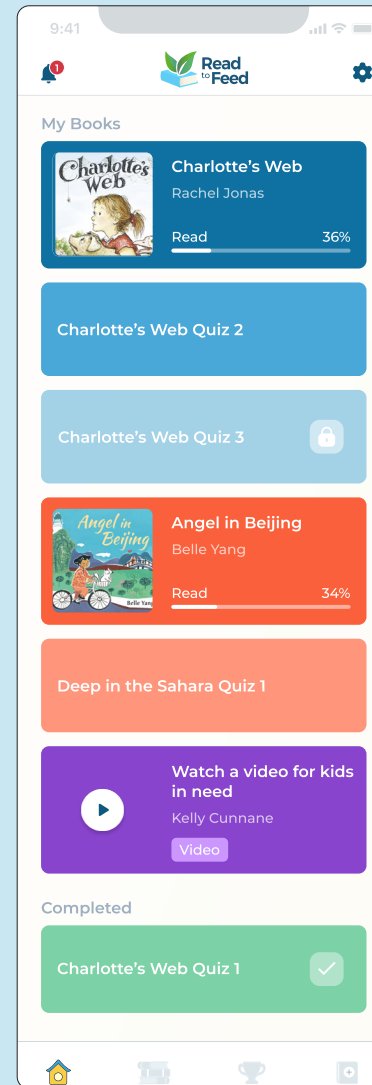 9:41
1
Read
to Feed
My Books
Charlotte's
Web
Charlotte's Web
Rachel Jonas
Read 36%
Charlotte's Web Quiz 2
Charlotte's Web Quiz 3
Angel in
Beijing
Belle Yang
Angel in Beijing
Belle Yang
Read 34%
Deep in the Sahara Quiz 1
Watch a video for kids
in need
Kelly Cunnane
Video
Completed
Charlotte's Web Quiz 1